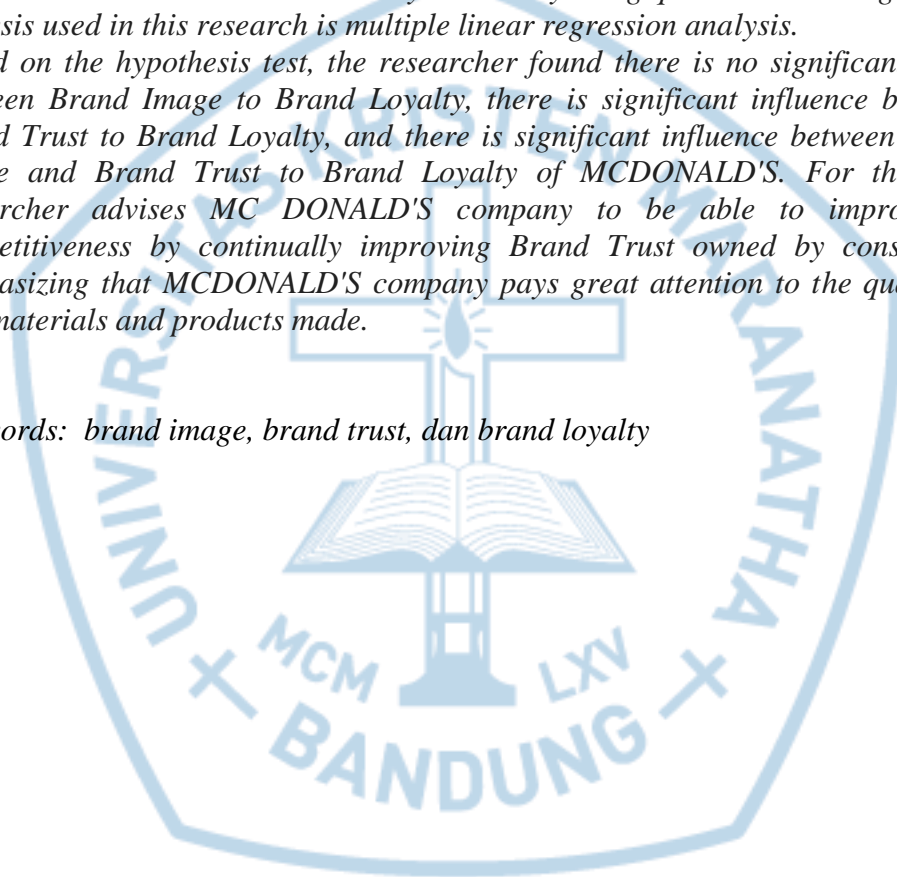 sis used in this research is multiple linear regression analysis.
on the hypothesis test, the researcher found there is no significan
een Brand Image to Brand Loyalty, there is significant influence b
Trust to Brand Loyalty, and there is significant influence between
e and Brand Trust to Brand Loyalty of MCDONALD'S. For th
rcher advises MC DONALD'S company to be able to impro
etitiveness by continually improving Brand Trust owned by cons
asizing that MCDONALD'S company pays great attention to the qu
materials and products made.
ords: brand image, brand trust, dan brand loyalty
UNIVERSITAS KRISTEN MARANATHA
MCM LXV
BANDUNG